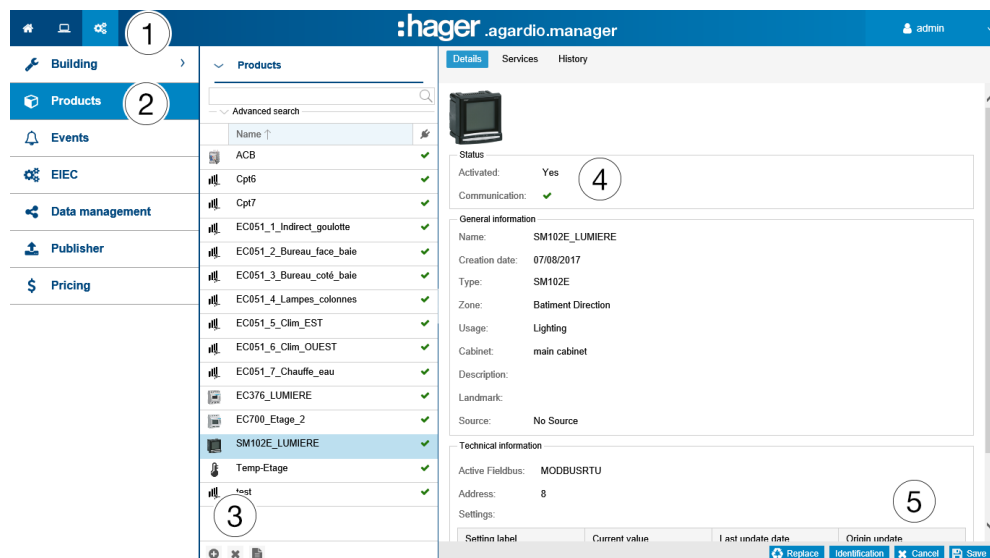 1
:hager .agardio.manager
admin
Building
Products
2
Events
EIEC
Data management
Publisher
Pricing
Products
Advanced search
Name
ACB
Cpt6
Cpt7
EC051_1_Indirect_goulotte
EC051_2_Bureau_face_baie
EC051_3_Bureau_coté_baie
EC051_4_Lampes_colonnes
EC051_5_Clim_EST
EC051_6_Clim_OUEST
EC051_7_Chauffe_eau
EC376_LUMIERE
EC700_Etage_2
SM102E_LUMIERE
Temp-Etage
test
3
Details Services History
Status
Activated: Yes
4
Communication:
General information
Name: SM102E_LUMIERE
Creation date: 07/08/2017
Type: SM102E
Zone: Batiment Direction
Usage: Lighting
Cabinet: main cabinet
Description:
Landmark:
Source: No Source
Technical information
Active Fieldbus: MODBUSRTU
Address: 8
5
Settings:
Setting label Current value Last update date Origin update
Replace Identification Cancel Save